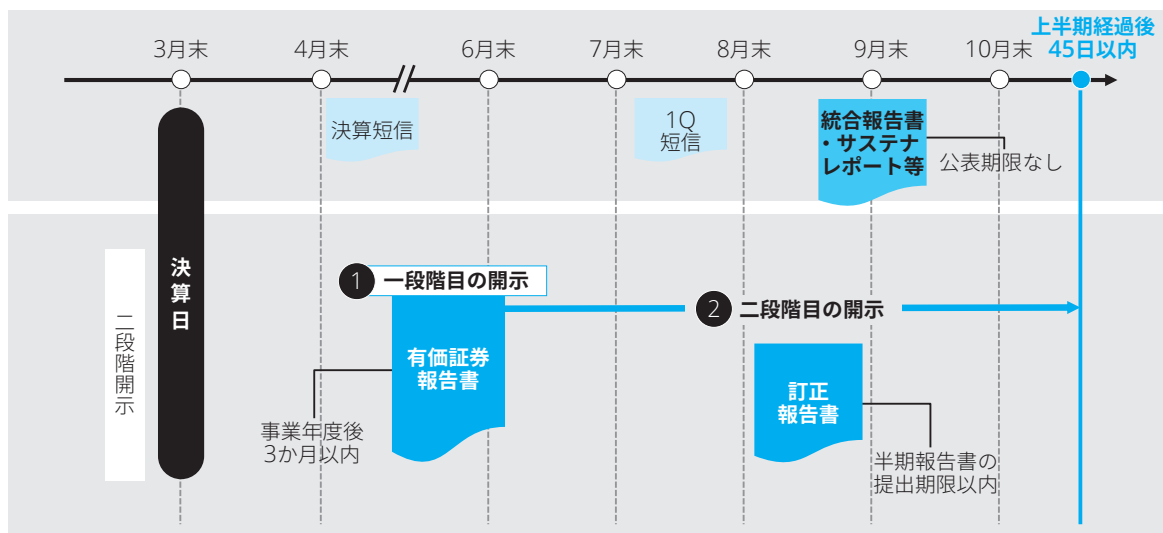 上半期経過後
45日以内
3月末
4月末
6月末
7月末
8月末
9月末
10月末
決算短信
1Q
短信
統合報告書
・サステナ
レポート等
公表期限なし
決算日
二段階開示
1 一段階目の開示
2 二段階目の開示
有価証券
報告書
事業年度後
3か月以内
訂正
報告書
半期報告書の
提出期限以内